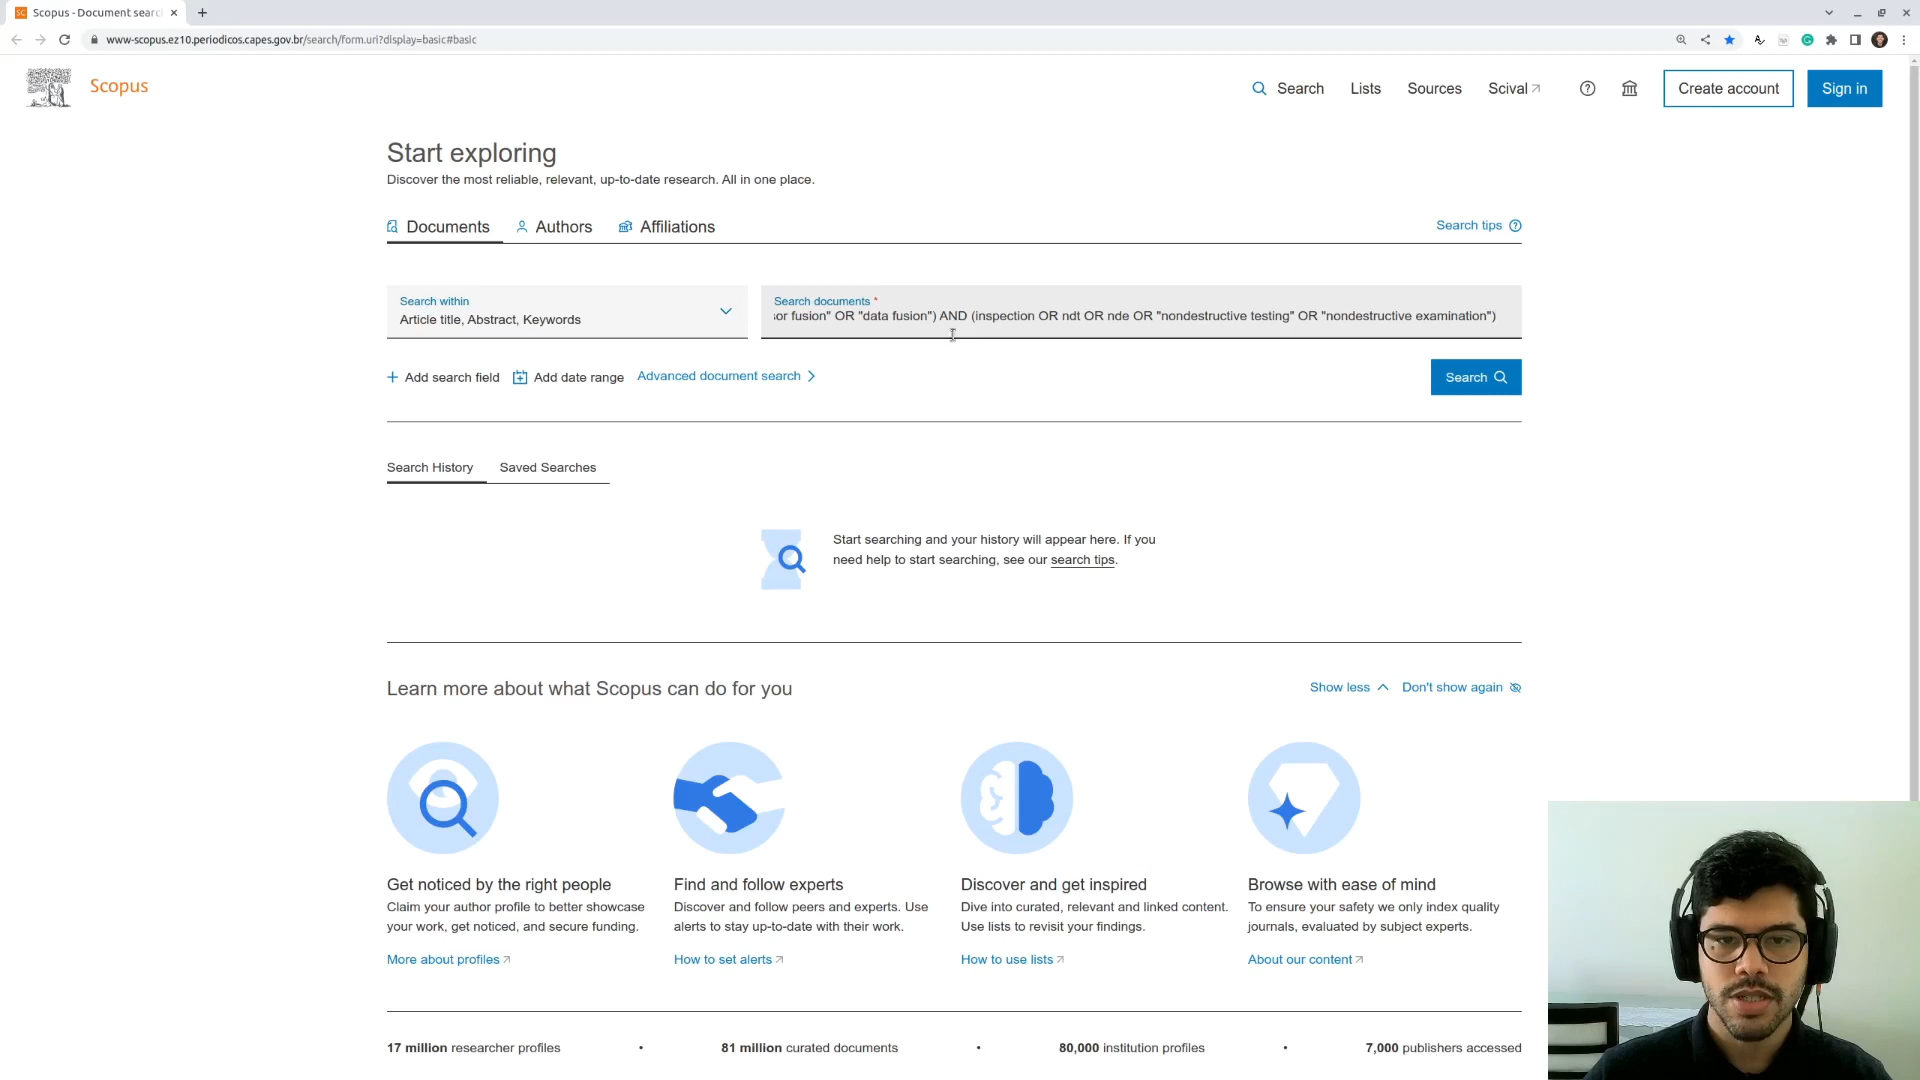 Scopus - Document searc
www-scopus.ez10.periodicos.capes.gov.br/search/form.uri?display=basic#basic
Scopus
Search
Lists
Sources
Scival
Create account
Sign in
Start exploring
Discover the most reliable, relevant, up-to-date research. All in one place.
Documents
Authors
Affiliations
Search tips
Search within
Article title, Abstract, Keywords
Search documents *
sor fusion" OR "data fusion") AND (inspection OR ndt OR nde OR "nondestructive testing" OR "nondestructive examination")
Add search field
Add date range
Advanced document search
Search
Search History
Saved Searches
Start searching and your history will appear here. If you
need help to start searching, see our search tips.
Learn more about what Scopus can do for you
Show less
Don't show again
Get noticed by the right people
Claim your author profile to better showcase
your work, get noticed, and secure funding.
More about profiles
Find and follow experts
Discover and follow peers and experts. Use
alerts to stay up-to-date with their work.
How to set alerts
Discover and get inspired
Dive into curated, relevant and linked content.
Use lists to revisit your findings.
How to use lists
Browse with ease of mind
To ensure your safety we only index quality
journals, evaluated by subject experts.
About our content
17 million researcher profiles
•
81 million curated documents
•
80,000 institution profiles
•
7,000 publishers accessed